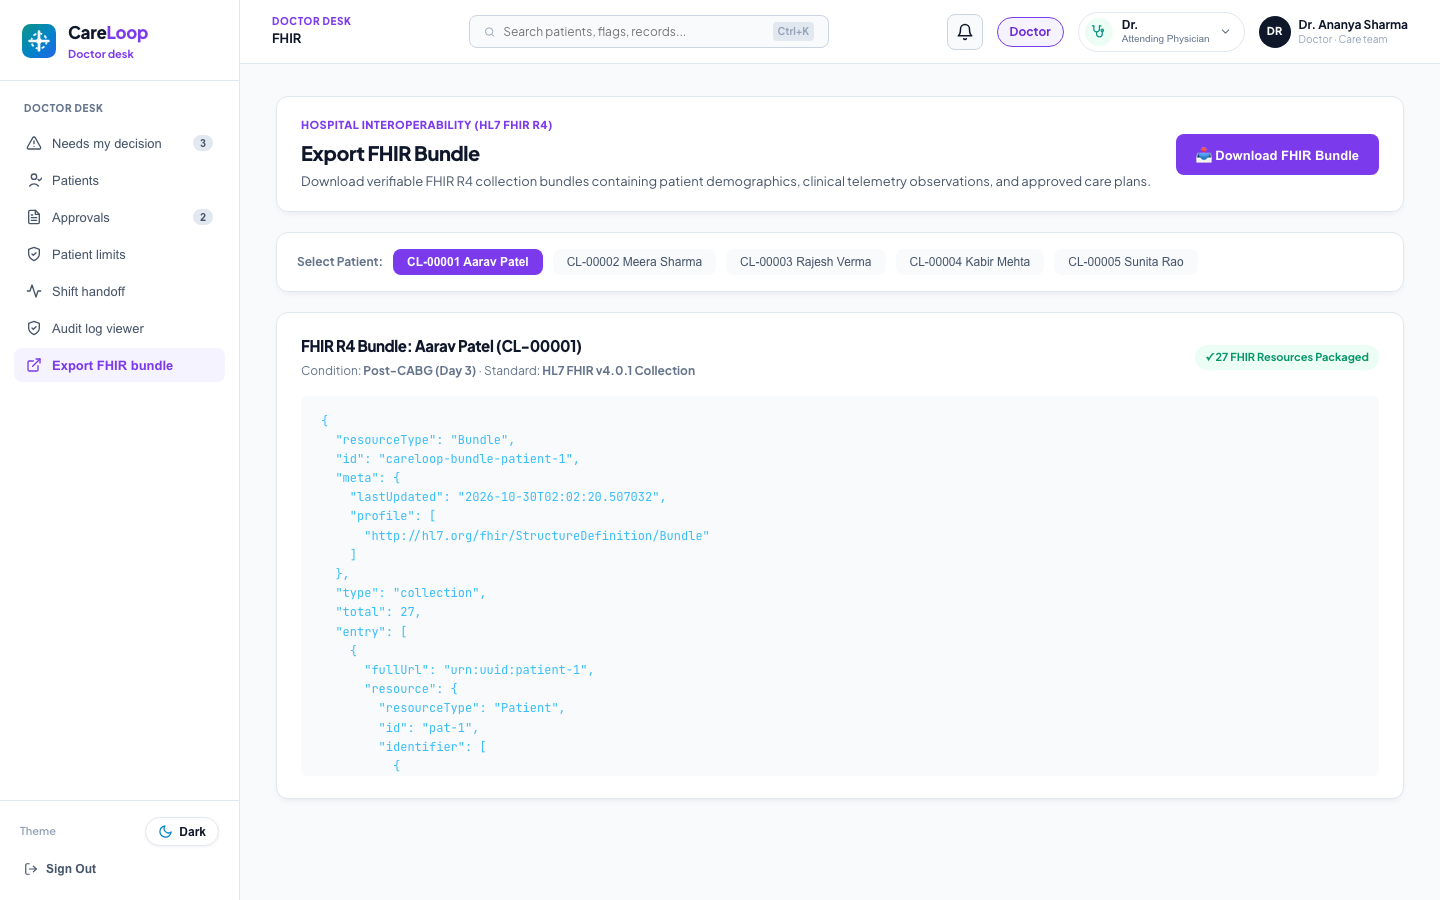 CareLoop
Doctor desk
DOCTOR DESK
Needs my decision 3
Patients
Approvals 2
Patient limits
Shift handoff
Audit log viewer
Export FHIR bundle
Theme
Dark
Sign Out
DOCTOR DESK
FHIR
Search patients, flags, records...
Ctrl+K
Doctor
Dr.
Attending Physician
DR
Dr. Ananya Sharma
Doctor · Care team
HOSPITAL INTEROPERABILITY (HL7 FHIR R4)
Export FHIR Bundle
Download verifiable FHIR R4 collection bundles containing patient demographics, clinical telemetry observations, and approved care plans.
📥 Download FHIR Bundle
Select Patient: CL-00001 Aarav Patel CL-00002 Meera Sharma CL-00003 Rajesh Verma CL-00004 Kabir Mehta CL-00005 Sunita Rao
FHIR R4 Bundle: Aarav Patel (CL-00001)
Condition: Post-CABG (Day 3) · Standard: HL7 FHIR v4.0.1 Collection
✓ 27 FHIR Resources Packaged
{
  "resourceType": "Bundle",
  "id": "careloop-bundle-patient-1",
  "meta": {
    "lastUpdated": "2026-10-30T02:02:20.507032",
    "profile": [
      "http://hl7.org/fhir/StructureDefinition/Bundle"
    ]
  },
  "type": "collection",
  "total": 27,
  "entry": [
    {
      "fullUrl": "urn:uuid:patient-1",
      "resource": {
        "resourceType": "Patient",
        "id": "pat-1",
        "identifier": [
          {